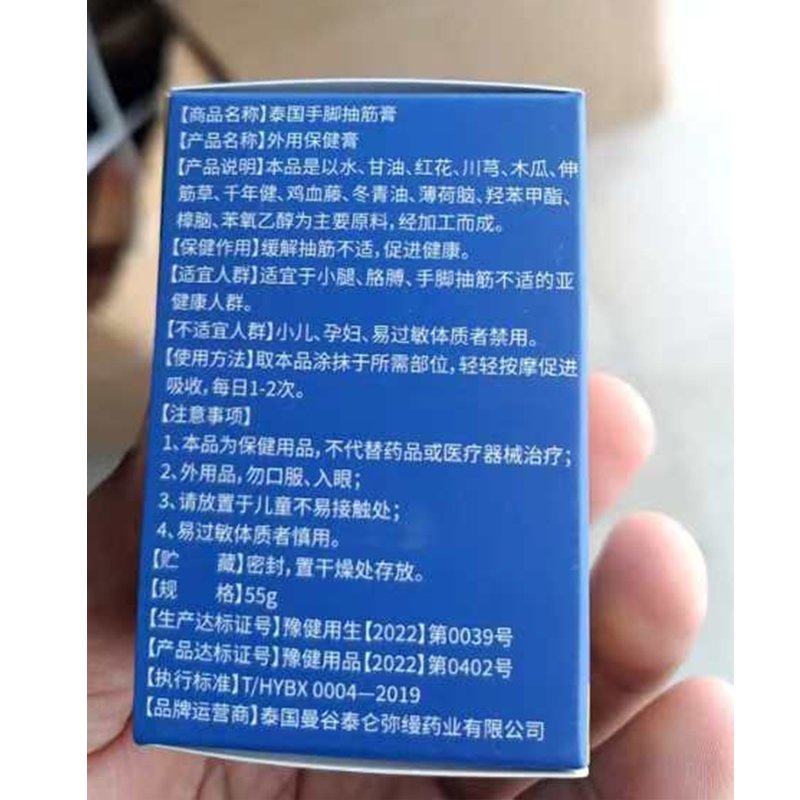 【商品名称】泰国手脚抽筋膏
【产品名称】外用保健膏
【产品说明】本品是以水、甘油、红花、川芎、木瓜、伸
筋草、千年健、鸡血藤、冬青油、薄荷脑、羟苯甲酯、
樟脑、苯氧乙醇为主要原料，经加工而成。
【保健作用】缓解抽筋不适，促进健康。
【适宜人群】适宜于小腿、胳膊、手脚抽筋不适的亚
健康人群。
【不适宜人群】小儿、孕妇、易过敏体质者禁用。
【使用方法】取本品涂抹于所需部位，轻轻按摩促进
吸收，每日1-2次。
【注意事项】
1、本品为保健用品，不代替药品或医疗器械治疗；
2、外用品，勿口服、入眼；
3、请放置于儿童不易接触处；
4、易过敏体质者慎用。
【贮 藏】密封，置干燥处存放。
【规 格】55g
【生产达标证号】豫健用生【2022】第0039号
【产品达标证号】豫健用品【2022】第0402号
【执行标准】T/HYBX 0004—2019
【品牌运营商】泰国曼谷泰仑弥缦药业有限公司